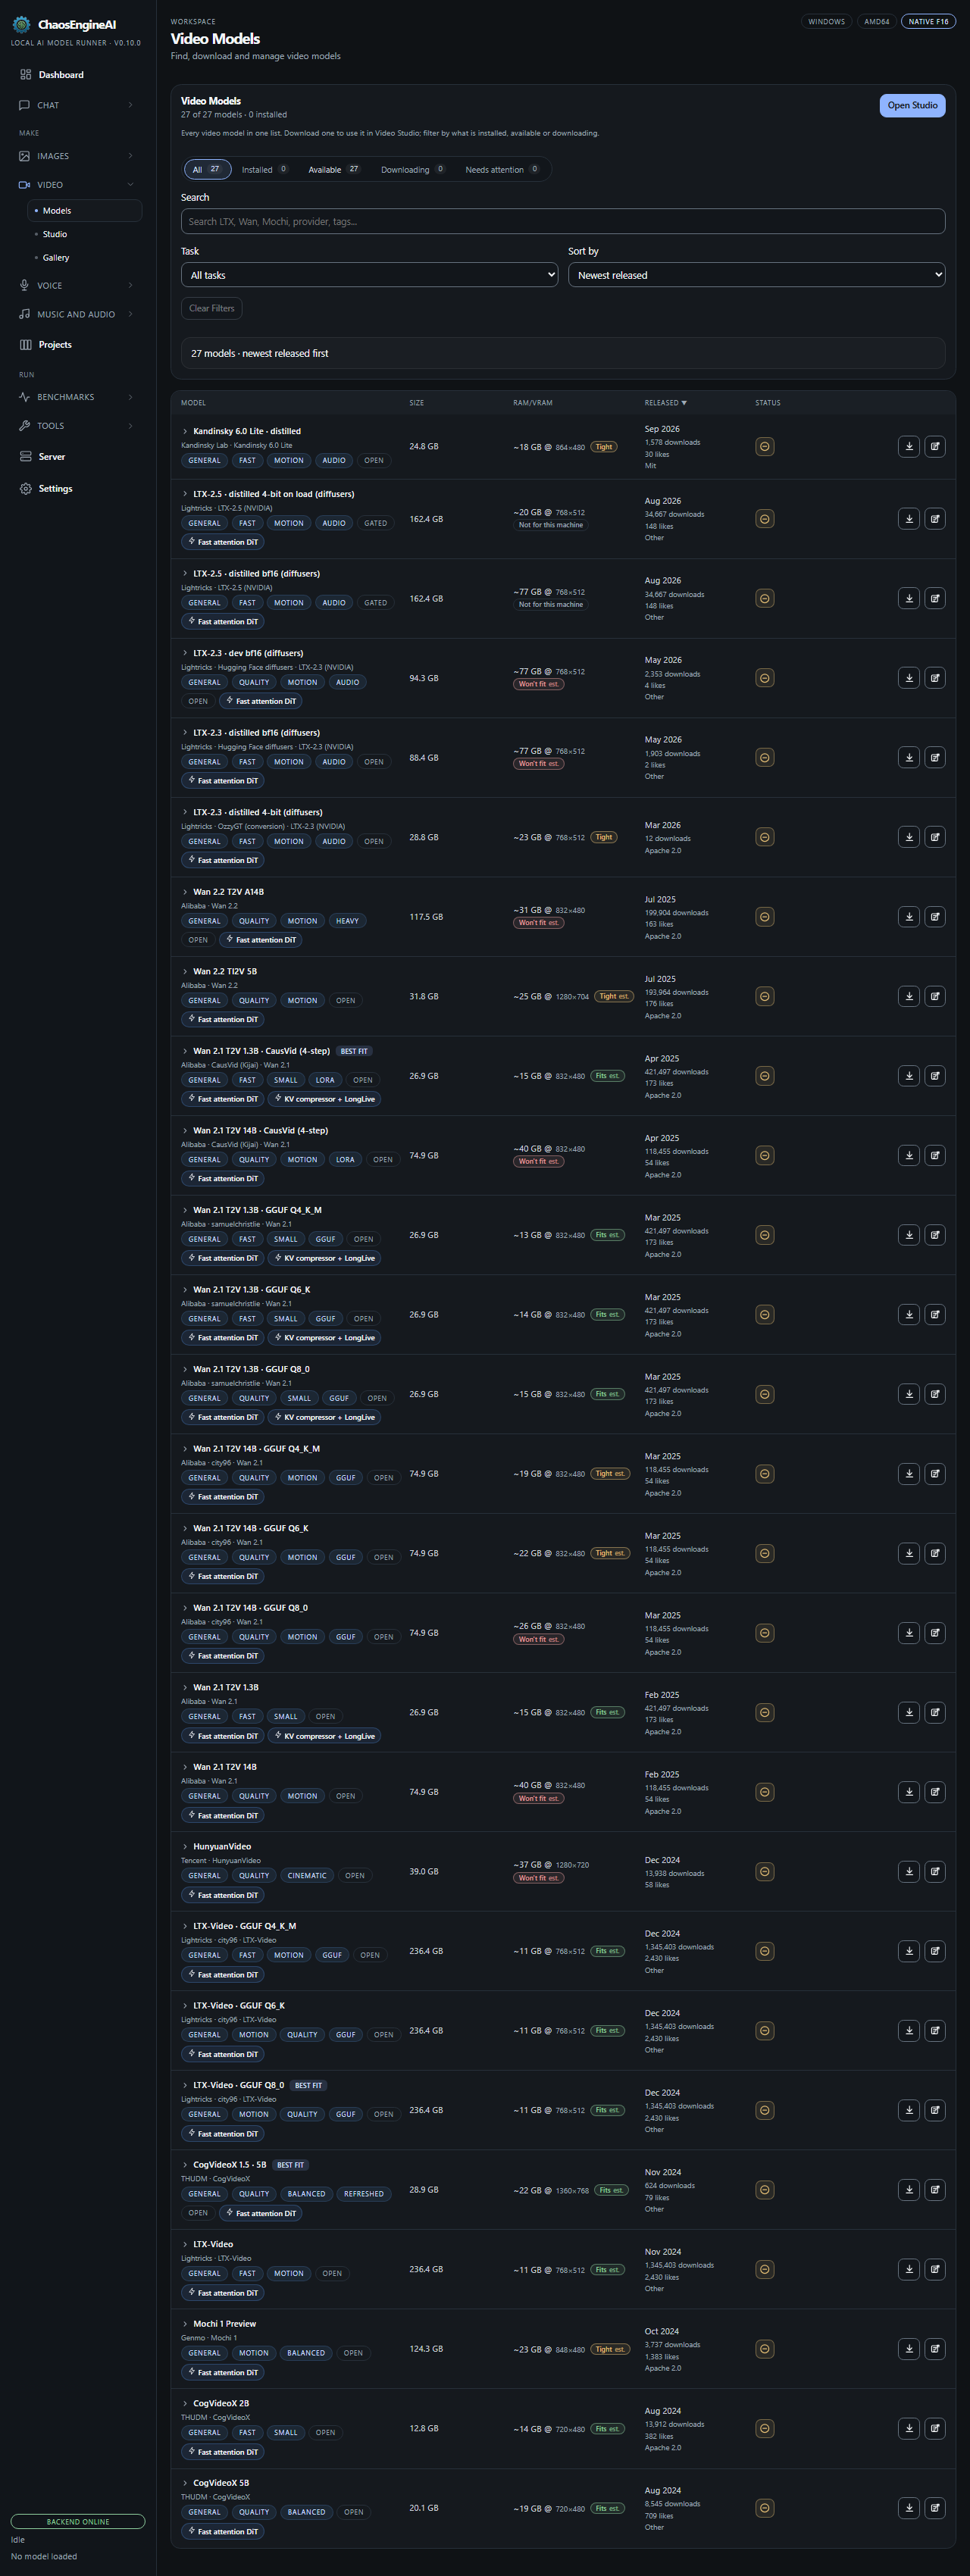 ChaosEngineAI
LOCAL AI MODEL RUNNER · V0.10.0
Dashboard
CHAT
MAKE
IMAGES
VIDEO
Models
Studio
Gallery
VOICE
MUSIC AND AUDIO
Projects
RUN
BENCHMARKS
TOOLS
Server
Settings
BACKEND ONLINE
Idle
No model loaded
WORKSPACE
Video Models
Find, download and manage video models
WINDOWS AMD64 NATIVE F16
Video Models
27 of 27 models · 0 installed
Open Studio
Every video model in one list. Download one to use it in Video Studio; filter by what is installed, available or downloading.
All 27 Installed 0 Available 27 Downloading 0 Needs attention 0
Search
Search LTX, Wan, Mochi, provider, tags...
Task Sort by
All tasks Newest released
Clear Filters
27 models · newest released first
MODEL SIZE RAM/VRAM RELEASED ▼ STATUS
Kandinsky 6.0 Lite · distilled
Kandinsky Lab · Kandinsky 6.0 Lite
GENERAL FAST MOTION AUDIO OPEN
24.8 GB
~18 GB @ 864×480 Tight
Sep 2026
1,578 downloads
30 likes
Mit
LTX-2.5 · distilled 4-bit on load (diffusers)
Lightricks · LTX-2.5 (NVIDIA)
GENERAL FAST MOTION AUDIO GATED
Fast attention DiT
162.4 GB
~20 GB @ 768×512
Not for this machine
Aug 2026
34,667 downloads
148 likes
Other
LTX-2.5 · distilled bf16 (diffusers)
Lightricks · LTX-2.5 (NVIDIA)
GENERAL FAST MOTION AUDIO GATED
Fast attention DiT
162.4 GB
~77 GB @ 768×512
Not for this machine
Aug 2026
34,667 downloads
148 likes
Other
LTX-2.3 · dev bf16 (diffusers)
Lightricks · Hugging Face diffusers · LTX-2.3 (NVIDIA)
GENERAL QUALITY MOTION AUDIO
OPEN Fast attention DiT
94.3 GB
~77 GB @ 768×512
Won't fit est.
May 2026
2,353 downloads
4 likes
Other
LTX-2.3 · distilled bf16 (diffusers)
Lightricks · Hugging Face diffusers · LTX-2.3 (NVIDIA)
GENERAL FAST MOTION AUDIO OPEN
Fast attention DiT
88.4 GB
~77 GB @ 768×512
Won't fit est.
May 2026
1,903 downloads
2 likes
Other
LTX-2.3 · distilled 4-bit (diffusers)
Lightricks · OzzyGT (conversion) · LTX-2.3 (NVIDIA)
GENERAL FAST MOTION AUDIO OPEN
Fast attention DiT
28.8 GB
~23 GB @ 768×512 Tight
Mar 2026
12 downloads
Apache 2.0
Wan 2.2 T2V A14B
Alibaba · Wan 2.2
GENERAL QUALITY MOTION HEAVY
OPEN Fast attention DiT
117.5 GB
~31 GB @ 832×480
Won't fit est.
Jul 2025
199,904 downloads
163 likes
Apache 2.0
Wan 2.2 TI2V 5B
Alibaba · Wan 2.2
GENERAL QUALITY MOTION OPEN
Fast attention DiT
31.8 GB
~25 GB @ 1280×704 Tight est.
Jul 2025
193,964 downloads
176 likes
Apache 2.0
Wan 2.1 T2V 1.3B · CausVid (4-step) BEST FIT
Alibaba · CausVid (Kijai) · Wan 2.1
GENERAL FAST SMALL LORA OPEN
Fast attention DiT KV compressor + LongLive
26.9 GB
~15 GB @ 832×480 Fits est.
Apr 2025
421,497 downloads
173 likes
Apache 2.0
Wan 2.1 T2V 14B · CausVid (4-step)
Alibaba · CausVid (Kijai) · Wan 2.1
GENERAL QUALITY MOTION LORA OPEN
Fast attention DiT
74.9 GB
~40 GB @ 832×480
Won't fit est.
Apr 2025
118,455 downloads
54 likes
Apache 2.0
Wan 2.1 T2V 1.3B · GGUF Q4_K_M
Alibaba · samuelchristlie · Wan 2.1
GENERAL FAST SMALL GGUF OPEN
Fast attention DiT KV compressor + LongLive
26.9 GB
~13 GB @ 832×480 Fits est.
Mar 2025
421,497 downloads
173 likes
Apache 2.0
Wan 2.1 T2V 1.3B · GGUF Q6_K
Alibaba · samuelchristlie · Wan 2.1
GENERAL FAST SMALL GGUF OPEN
Fast attention DiT KV compressor + LongLive
26.9 GB
~14 GB @ 832×480 Fits est.
Mar 2025
421,497 downloads
173 likes
Apache 2.0
Wan 2.1 T2V 1.3B · GGUF Q8_0
Alibaba · samuelchristlie · Wan 2.1
GENERAL QUALITY SMALL GGUF OPEN
Fast attention DiT KV compressor + LongLive
26.9 GB
~15 GB @ 832×480 Fits est.
Mar 2025
421,497 downloads
173 likes
Apache 2.0
Wan 2.1 T2V 14B · GGUF Q4_K_M
Alibaba · city96 · Wan 2.1
GENERAL QUALITY MOTION GGUF OPEN
Fast attention DiT
74.9 GB
~19 GB @ 832×480 Tight est.
Mar 2025
118,455 downloads
54 likes
Apache 2.0
Wan 2.1 T2V 14B · GGUF Q6_K
Alibaba · city96 · Wan 2.1
GENERAL QUALITY MOTION GGUF OPEN
Fast attention DiT
74.9 GB
~22 GB @ 832×480 Tight est.
Mar 2025
118,455 downloads
54 likes
Apache 2.0
Wan 2.1 T2V 14B · GGUF Q8_0
Alibaba · city96 · Wan 2.1
GENERAL QUALITY MOTION GGUF OPEN
Fast attention DiT
74.9 GB
~26 GB @ 832×480
Won't fit est.
Mar 2025
118,455 downloads
54 likes
Apache 2.0
Wan 2.1 T2V 1.3B
Alibaba · Wan 2.1
GENERAL FAST SMALL OPEN
Fast attention DiT KV compressor + LongLive
26.9 GB
~15 GB @ 832×480 Fits est.
Feb 2025
421,497 downloads
173 likes
Apache 2.0
Wan 2.1 T2V 14B
Alibaba · Wan 2.1
GENERAL QUALITY MOTION OPEN
Fast attention DiT
74.9 GB
~40 GB @ 832×480
Won't fit est.
Feb 2025
118,455 downloads
54 likes
Apache 2.0
HunyuanVideo
Tencent · HunyuanVideo
GENERAL QUALITY CINEMATIC OPEN
Fast attention DiT
39.0 GB
~37 GB @ 1280×720
Won't fit est.
Dec 2024
13,938 downloads
58 likes
LTX-Video · GGUF Q4_K_M
Lightricks · city96 · LTX-Video
GENERAL FAST MOTION GGUF OPEN
Fast attention DiT
236.4 GB
~11 GB @ 768×512 Fits est.
Dec 2024
1,345,403 downloads
2,430 likes
Other
LTX-Video · GGUF Q6_K
Lightricks · city96 · LTX-Video
GENERAL MOTION QUALITY GGUF OPEN
Fast attention DiT
236.4 GB
~11 GB @ 768×512 Fits est.
Dec 2024
1,345,403 downloads
2,430 likes
Other
LTX-Video · GGUF Q8_0 BEST FIT
Lightricks · city96 · LTX-Video
GENERAL MOTION QUALITY GGUF OPEN
Fast attention DiT
236.4 GB
~11 GB @ 768×512 Fits est.
Dec 2024
1,345,403 downloads
2,430 likes
Other
CogVideoX 1.5 · 5B BEST FIT
THUDM · CogVideoX
GENERAL QUALITY BALANCED REFRESHED
OPEN Fast attention DiT
28.9 GB
~22 GB @ 1360×768 Fits est.
Nov 2024
624 downloads
79 likes
Other
LTX-Video
Lightricks · LTX-Video
GENERAL FAST MOTION OPEN
Fast attention DiT
236.4 GB
~11 GB @ 768×512 Fits est.
Nov 2024
1,345,403 downloads
2,430 likes
Other
Mochi 1 Preview
Genmo · Mochi 1
GENERAL MOTION BALANCED OPEN
Fast attention DiT
124.3 GB
~23 GB @ 848×480 Tight est.
Oct 2024
3,737 downloads
1,383 likes
Apache 2.0
CogVideoX 2B
THUDM · CogVideoX
GENERAL FAST SMALL OPEN
Fast attention DiT
12.8 GB
~14 GB @ 720×480 Fits est.
Aug 2024
13,912 downloads
382 likes
Apache 2.0
CogVideoX 5B
THUDM · CogVideoX
GENERAL QUALITY BALANCED OPEN
Fast attention DiT
20.1 GB
~19 GB @ 720×480 Fits est.
Aug 2024
8,545 downloads
709 likes
Other